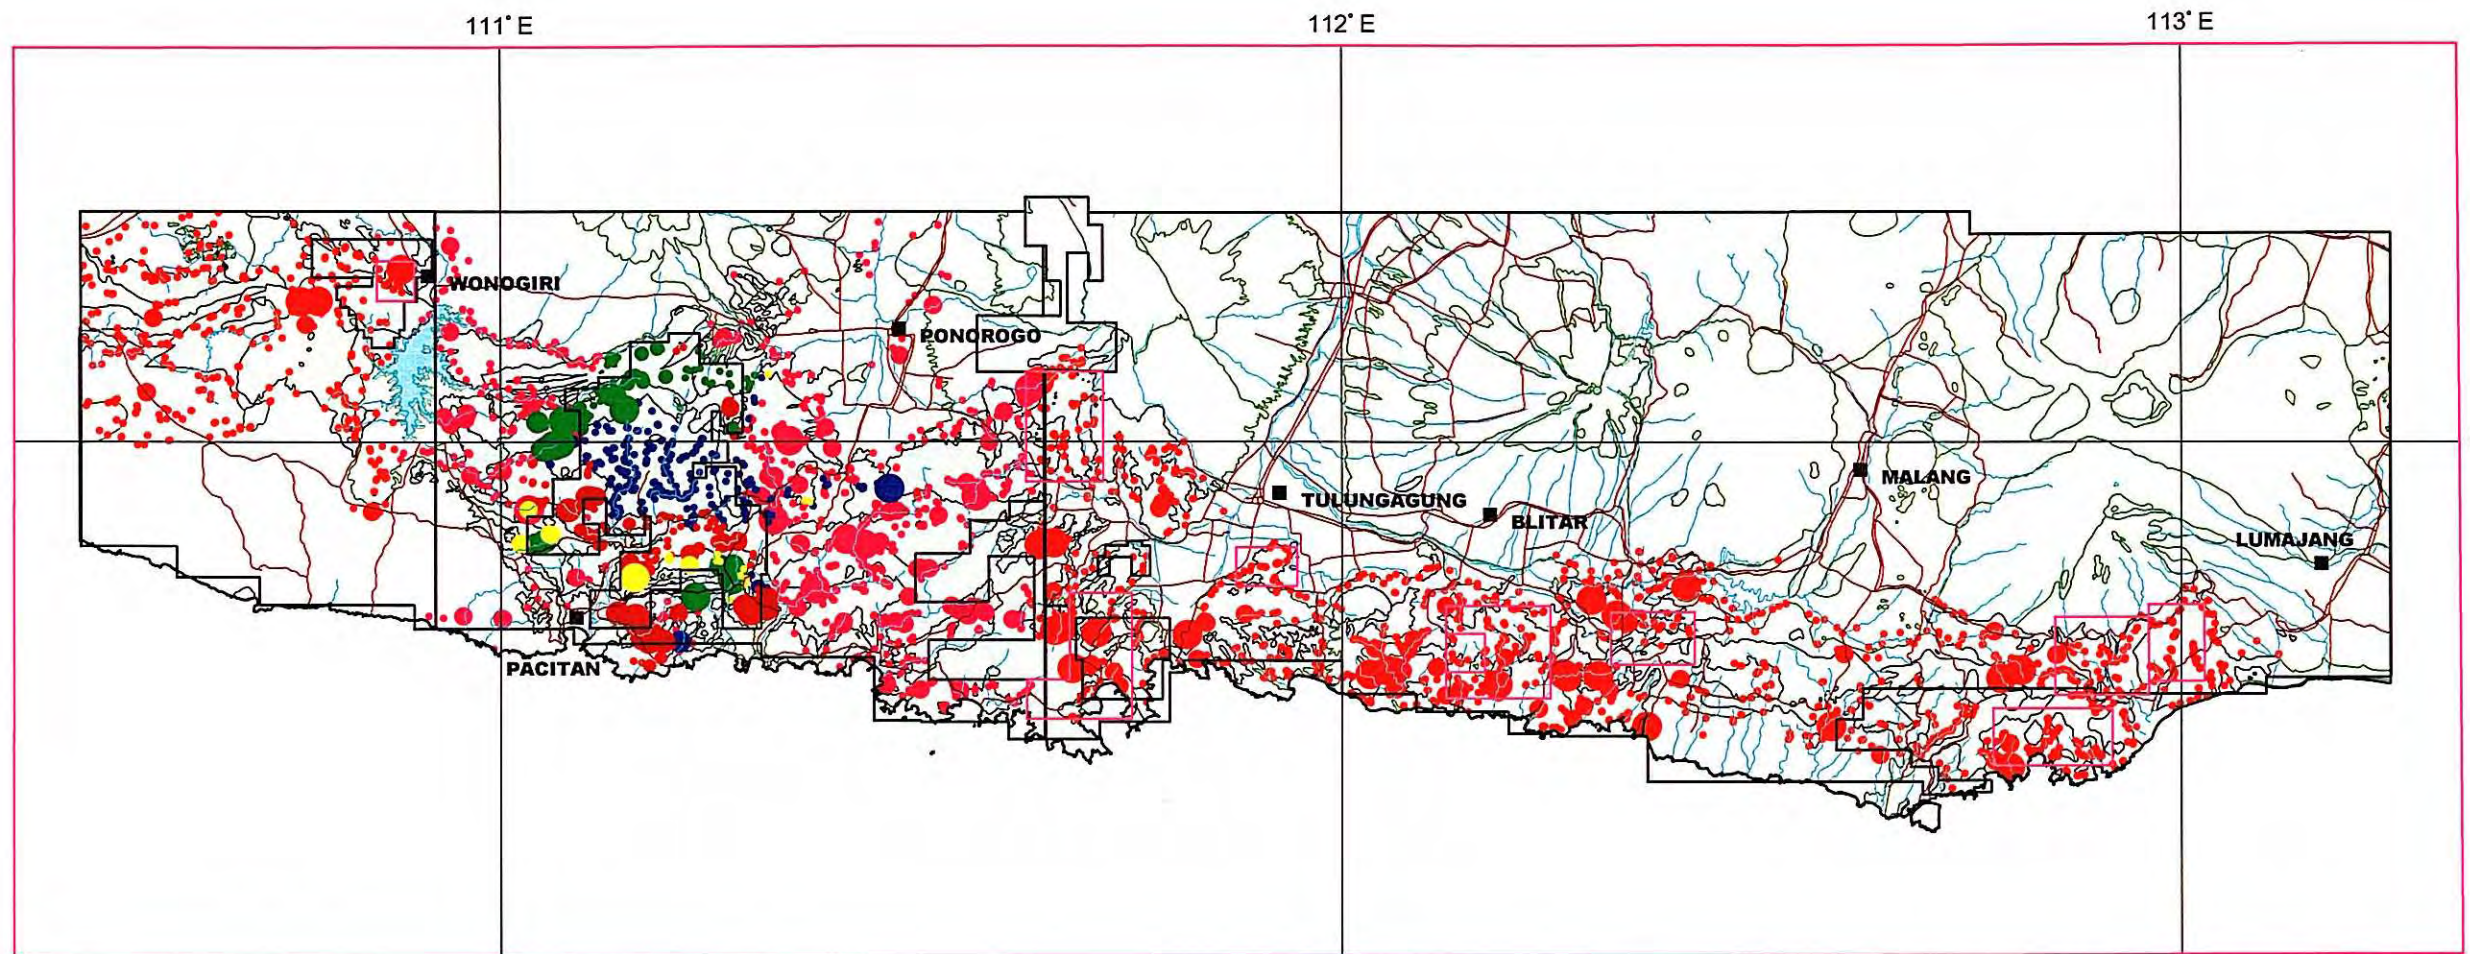 111° E
112° E
113° E
WONOGIRI
PONOROGO
MALANG
TULUNGAGUNG
BLITAR
LUMAJANG
PACITAN